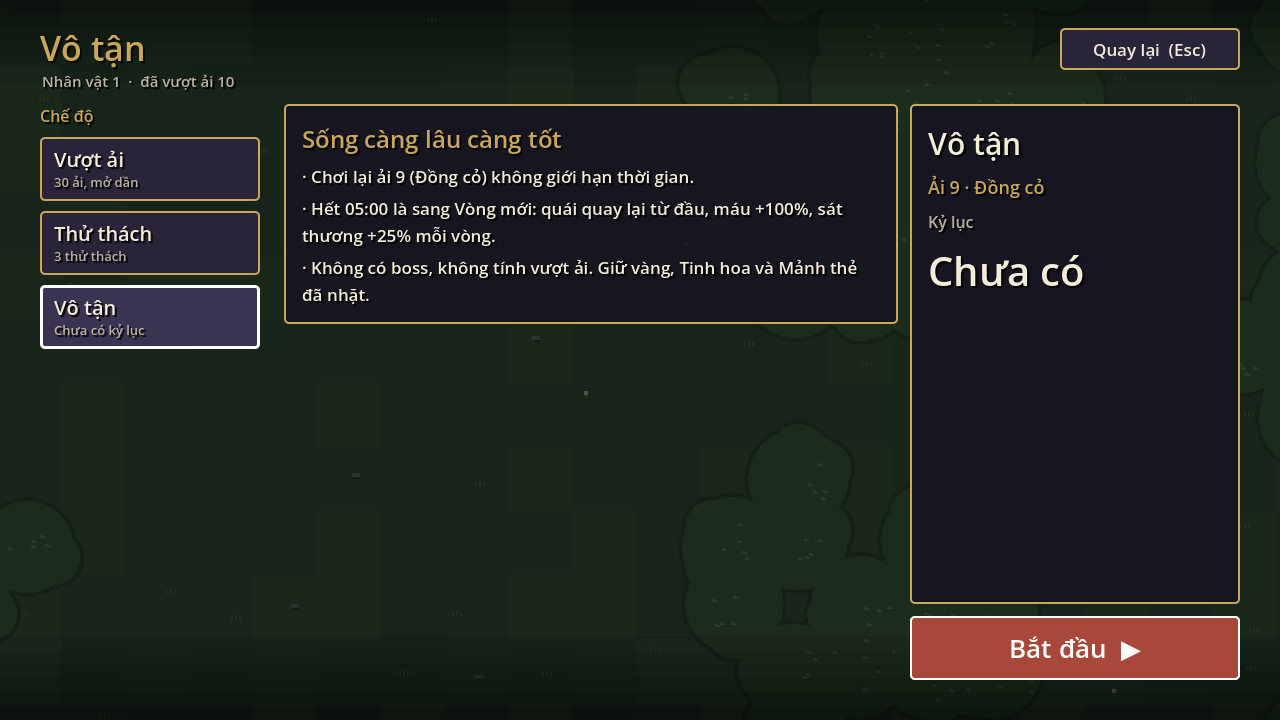 Vô tận
Nhân vật 1 · đã vượt ải 10
Quay lại (Esc)
Chế độ
Vượt ải
30 ải, mở dần
Thử thách
3 thử thách
Vô tận
Chưa có kỷ lục
Sống càng lâu càng tốt
· Chơi lại ải 9 (Đồng cỏ) không giới hạn thời gian.
· Hết 05:00 là sang Vòng mới: quái quay lại từ đầu, máu +100%, sát
thương +25% mỗi vòng.
· Không có boss, không tính vượt ải. Giữ vàng, Tinh hoa và Mảnh thẻ
đã nhặt.
Vô tận
Ải 9 · Đồng cỏ
Kỷ lục
Chưa có
Bắt đầu ▶